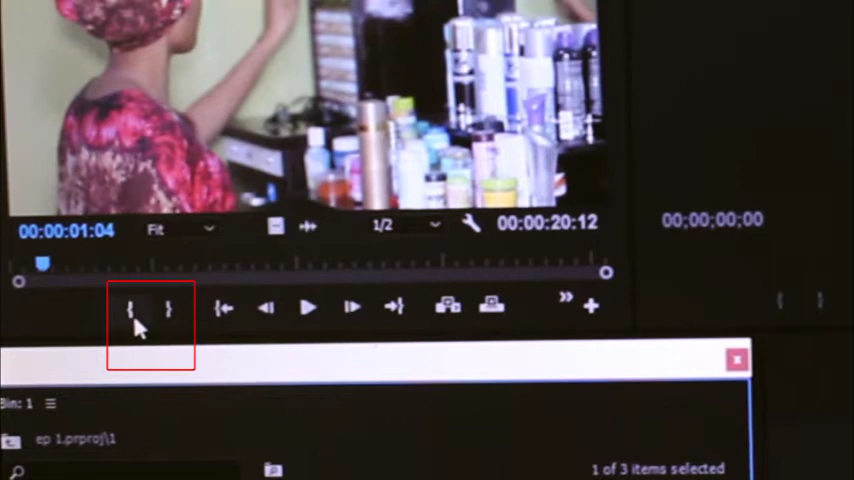 00:00:01:04 Fit 1/2 00:00:20:12 00;00;00;00
Bin: 1
ep 1.prproj\1
1 of 3 items selected